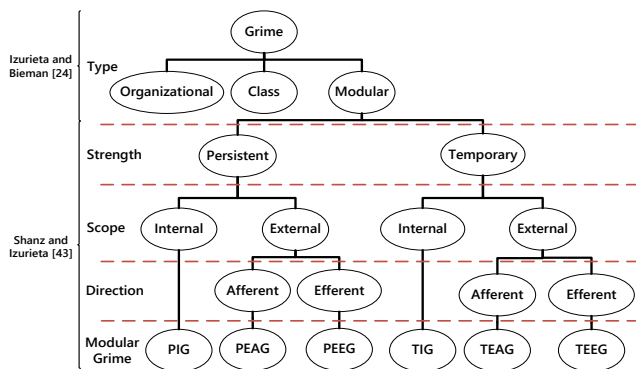 Grime
Izurieta and
Bieman [24]
Type
Organizational
Class
Modular
Strength
Persistent
Temporary
Scope
Internal
External
Internal
External
Shanz and
Izurieta [43]
Direction
Afferent
Efferent
Afferent
Efferent
Modular
Grime
PIG
PEAG
PEEG
TIG
TEAG
TEEG